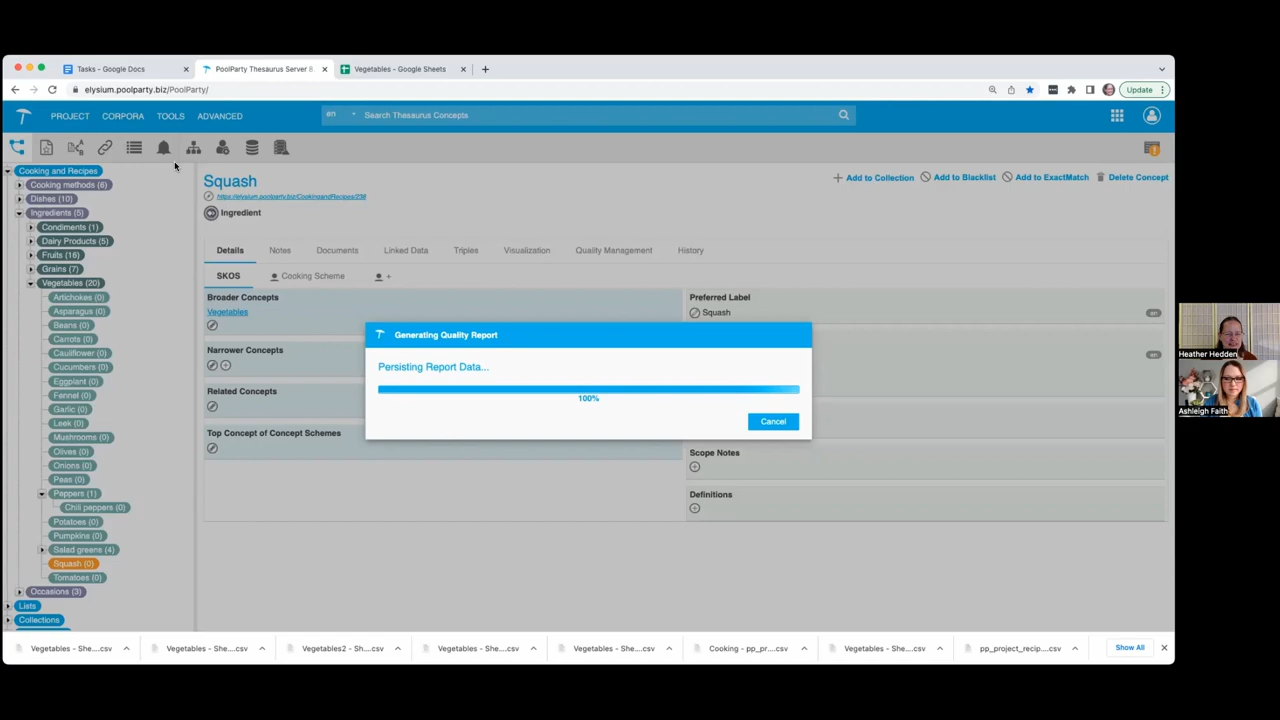 Tasks - Google Docs
PoolParty Thesaurus Server 8.
Vegetables - Google Sheets
elysium.poolparty.biz/PoolParty/
Update
PROJECT CORPORA TOOLS ADVANCED
en Search Thesaurus Concepts
Cooking and Recipes
Cooking methods (6)
Dishes (10)
Ingredients (5)
Condiments (1)
Dairy Products (5)
Fruits (16)
Grains (7)
Vegetables (20)
Artichokes (0)
Asparagus (0)
Beans (0)
Carrots (0)
Cauliflower (0)
Cucumbers (0)
Eggplant (0)
Fennel (0)
Garlic (0)
Leek (0)
Mushrooms (0)
Olives (0)
Onions (0)
Peas (0)
Peppers (1)
Chili peppers (0)
Potatoes (0)
Pumpkins (0)
Salad greens (4)
Squash (0)
Tomatoes (0)
Occasions (3)
Lists
Collections
Squash
Add to Collection Add to Blacklist Add to ExactMatch Delete Concept
https://elysium.poolparty.biz/CookingandRecipes/238
Ingredient
Details Notes Documents Linked Data Triples Visualization Quality Management History
SKOS Cooking Scheme +
Broader Concepts
Vegetables
Narrower Concepts
Related Concepts
Top Concept of Concept Schemes
Preferred Label
Squash en
en
Scope Notes
Definitions
Generating Quality Report
Persisting Report Data...
100%
Cancel
Heather Hedden
Ashleigh Faith
Vegetables - She....csv
Vegetables - She....csv
Vegetables2 - Sh....csv
Vegetables - She....csv
Vegetables - She....csv
Cooking - pp_pr....csv
Vegetables - She....csv
pp_project_recip....csv
Show All